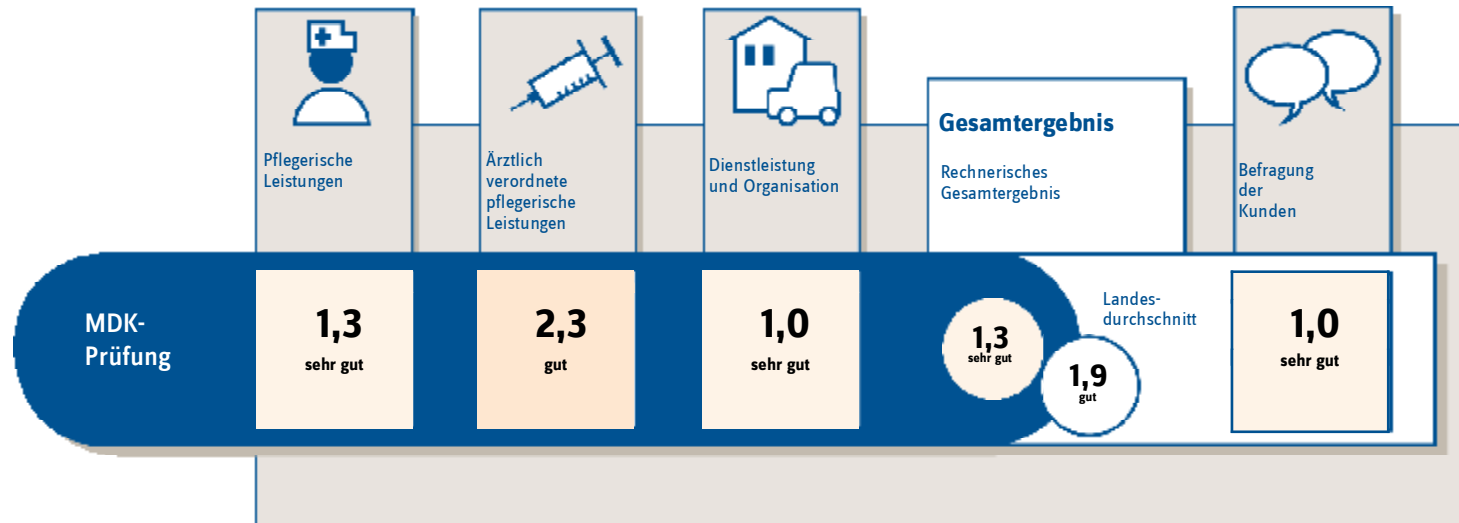 Pflegerische
Leistungen
Ärztlich
verordnete
pflegerische
Leistungen
Dienstleistung
und Organisation
Gesamtergebnis
Rechnerisches
Gesamtergebnis
Befragung
der
Kunden
MDK-
Prüfung
1,3
sehr gut
2,3
gut
1,0
sehr gut
1,3
sehr gut
Landes-
durchschnitt
1,9
gut
1,0
sehr gut